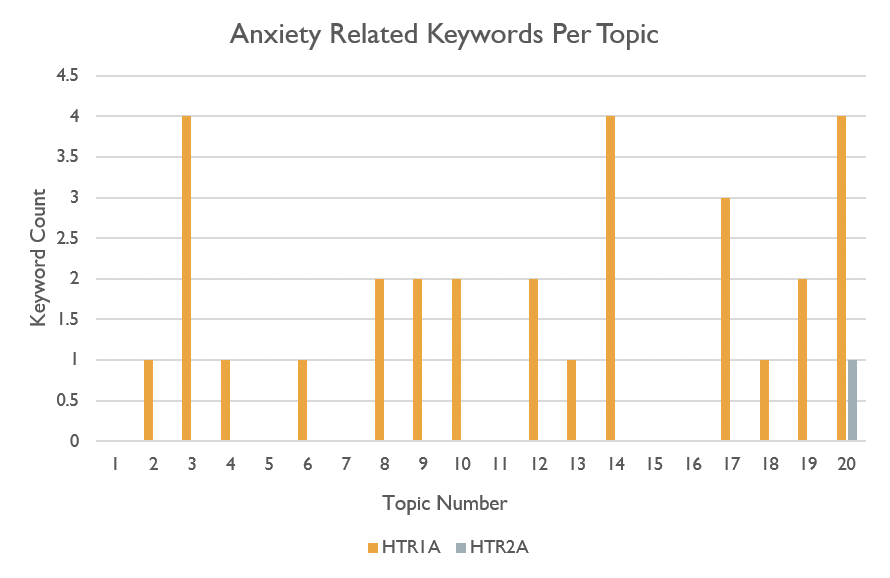 Anxiety Related Keywords Per Topic
4.5
4
3.5
3
2.5
2
1.5
1
0.5
0
Keyword Count
1 2 3 4 5 6 7 8 9 10 11 12 13 14 15 16 17 18 19 20
Topic Number
HTR1A HTR2A